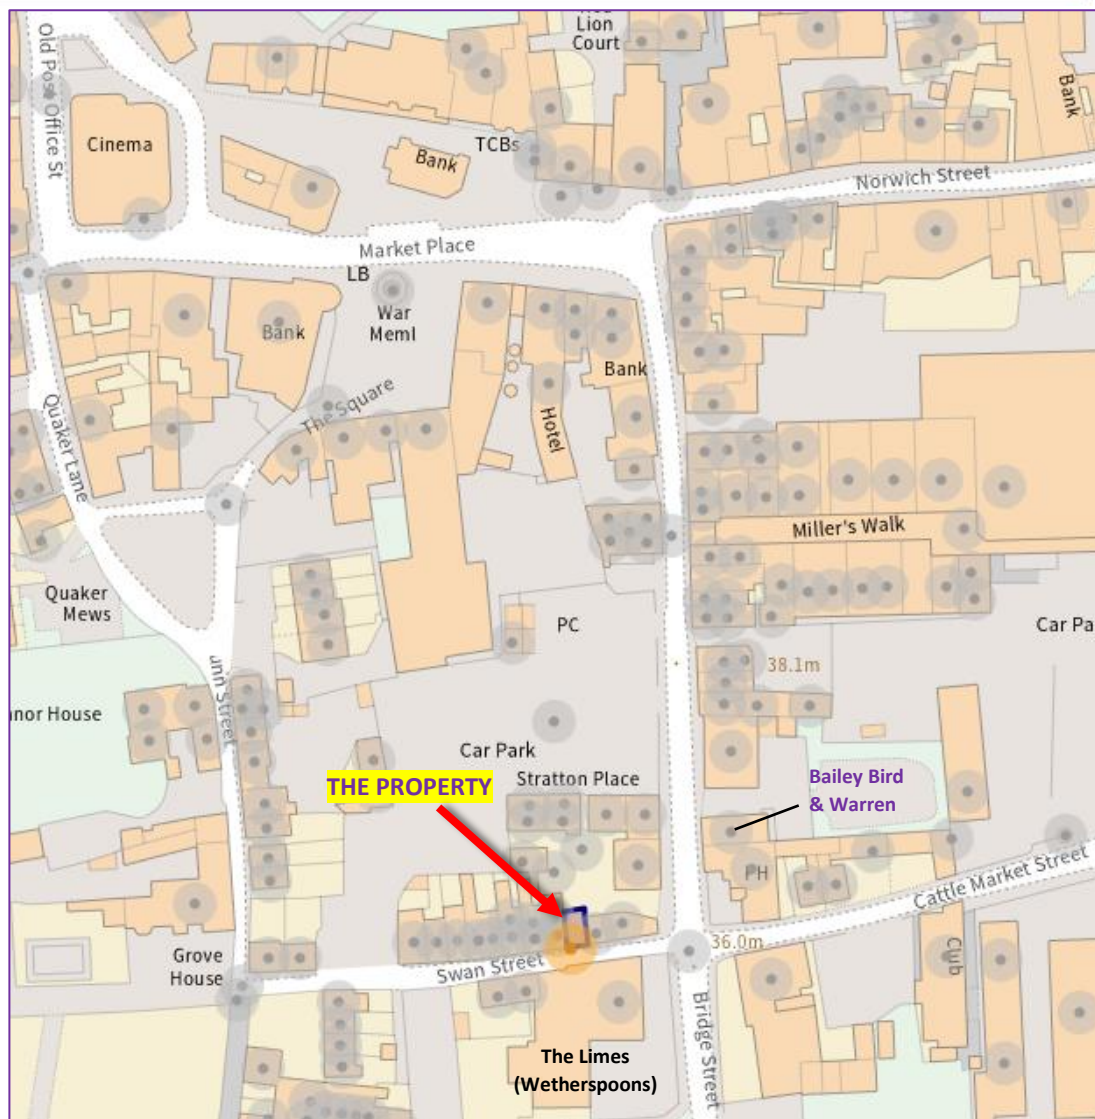 Old Post Office St
Lion
Court
Bank
Cinema
Bank
TCBs
Norwich Street
Market Place
LB
War
Meml
Bank
Bank
The Square
Hotel
Quaker Lane
Miller's Walk
Quaker
Mews
PC
38.1m
unn Street
nor House
Car Park
Stratton Place
THE PROPERTY
Bailey Bird
& Warren
PH
Cattle Market Street
36.0m
Club
Grove
House
Swan Street
Bridge Street
The Limes
(Wetherspoons)
Car Pa